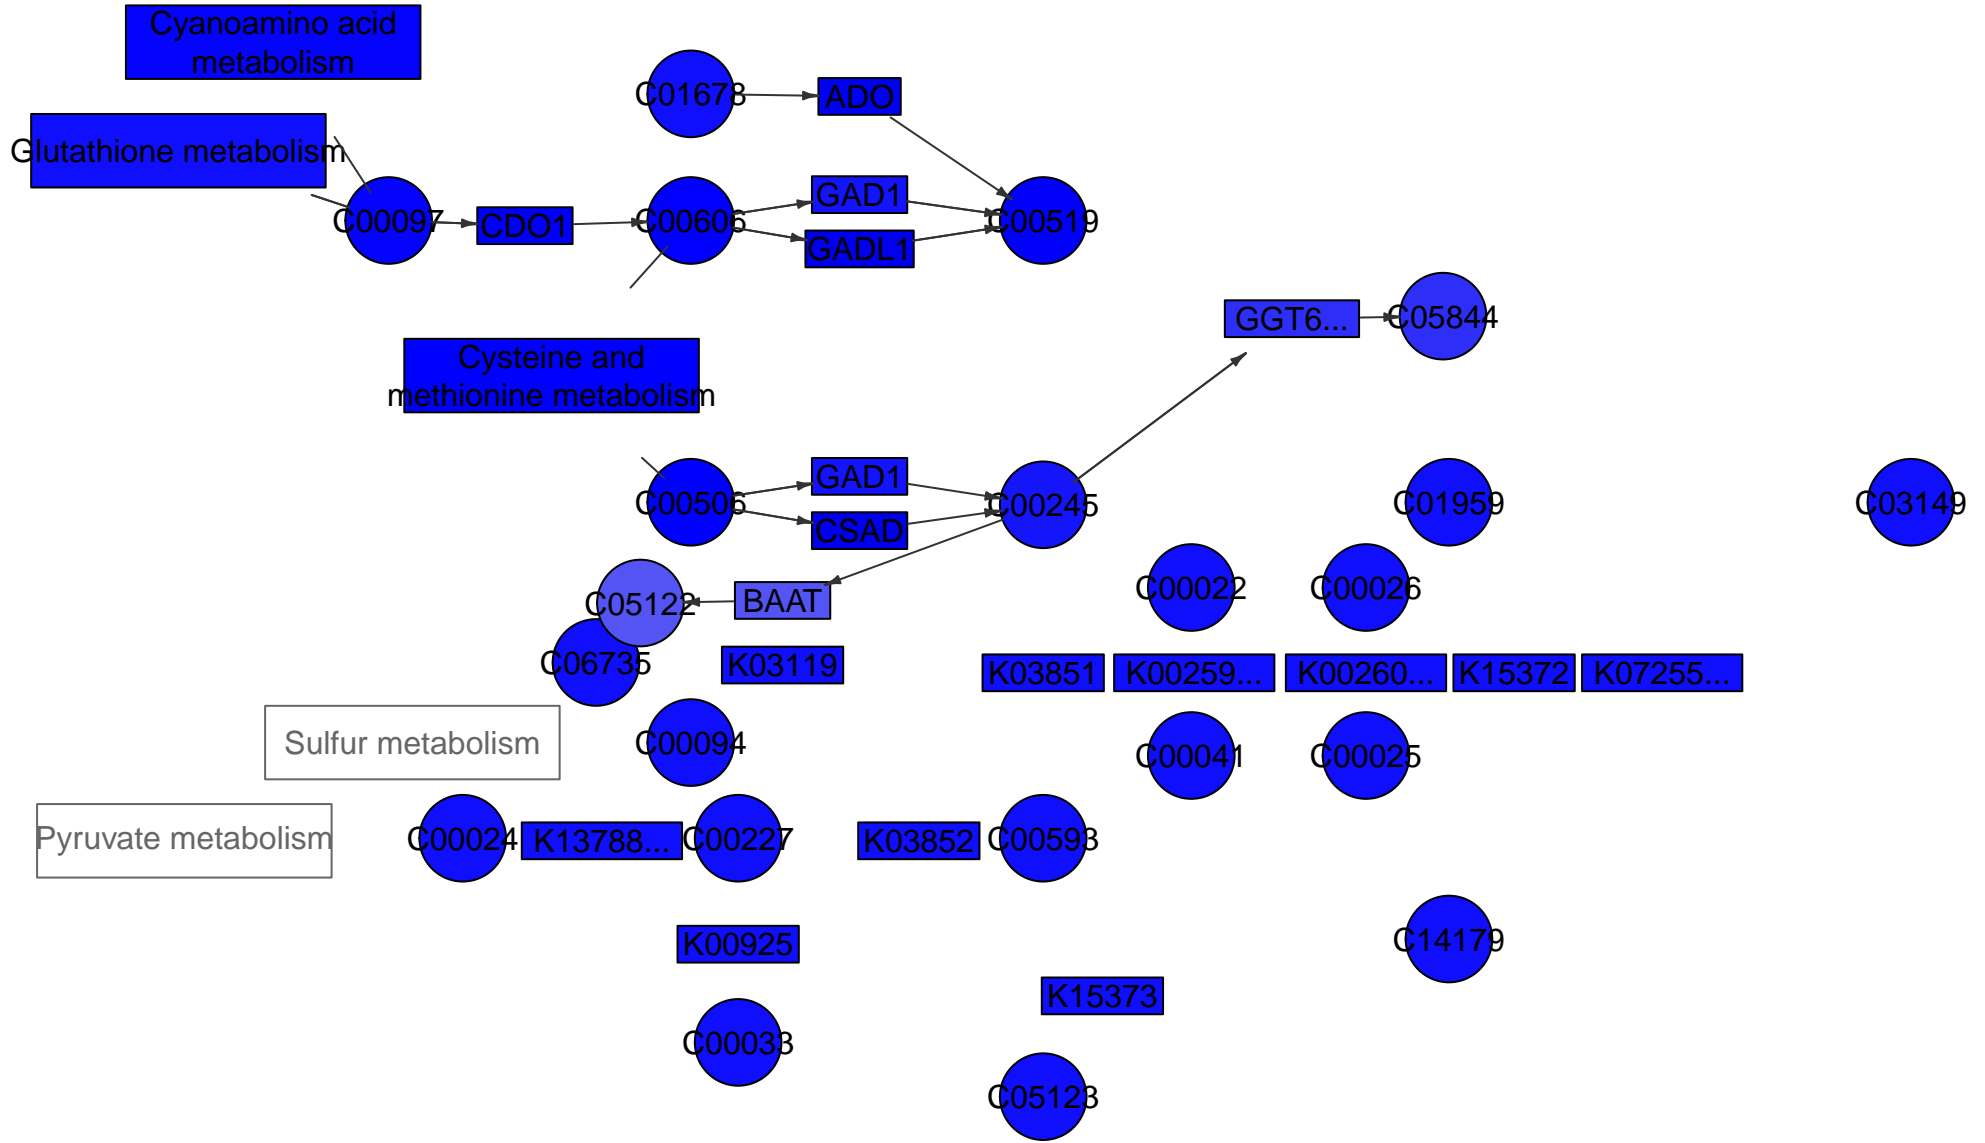 Cyanoamino acid
metabolism
C01678
ADO
Glutathione metabolism
C00097
CDO1
C00606
GAD1
GADL1
C00519
GGT6...
C05844
Cysteine and
methionine metabolism
C00506
GAD1
CSAD
C00245
C01959
C03149
C05122
BAAT
C00022
C00026
C06735
K03119
K03851
K00259...
K00260...
K15372
K07255...
Sulfur metabolism
C00094
C00041
C00025
Pyruvate metabolism
C00024
K13788...
C00227
K03852
C00593
K00925
C14179
K15373
C00033
C05123